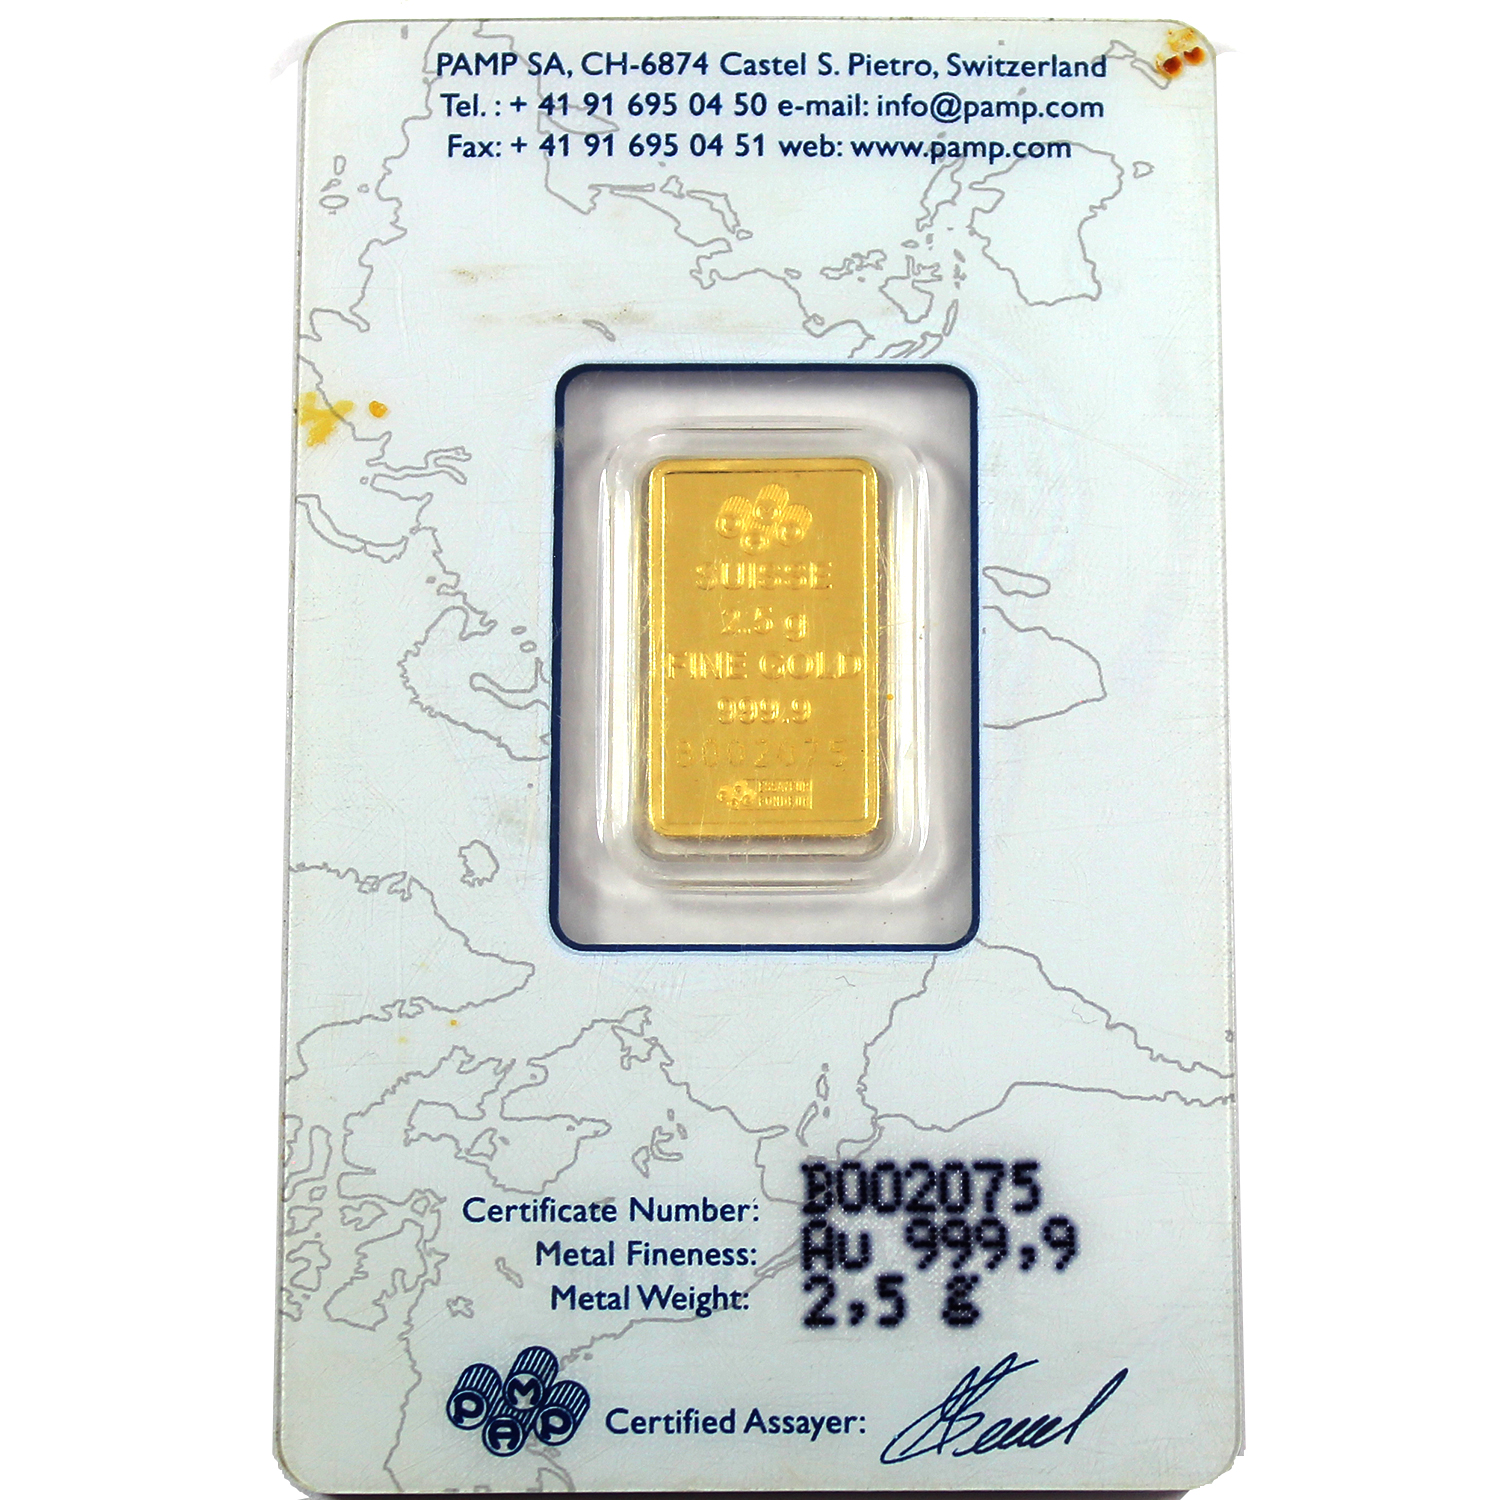 PAMP SA, CH-6874 Castel S. Pietro, Switzerland
Tel. : + 41 91 695 04 50 e-mail: info@pamp.com
Fax: + 41 91 695 04 51 web: www.pamp.com
SUISSE
2.5 g
FINE GOLD
999.9
B002075
ESSAYEUR
FONDEUR
Certificate Number: B002075
Metal Fineness: Au 999,9
Metal Weight: 2,5 g
PAMP
Certified Assayer: